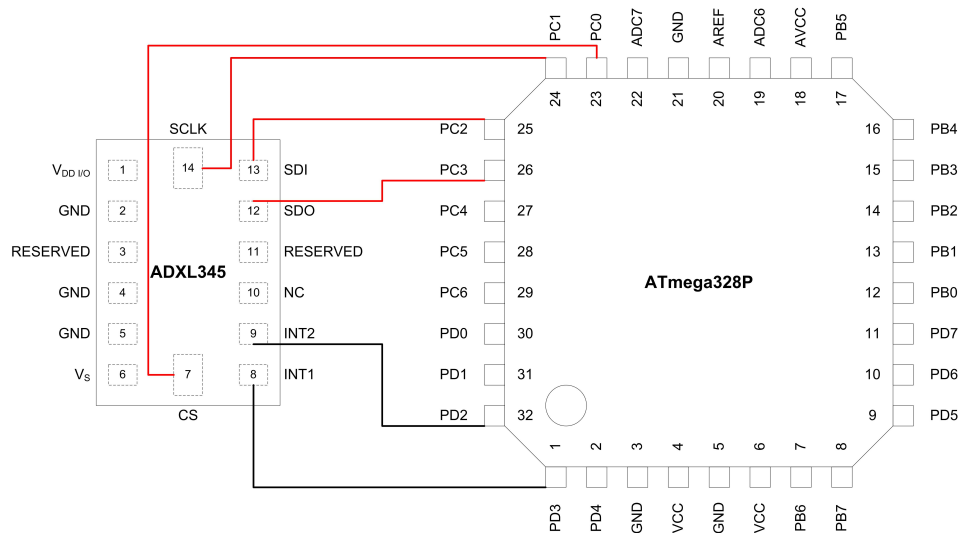 PC1 PC0 ADC7 GND AREF ADC6 AVCC PB5
24 23 22 21 20 19 18 17
SCLK
14
V_DD I/O 1 13 SDI
GND 2 12 SDO
RESERVED 3 11 RESERVED
ADXL345
GND 4 10 NC
GND 5 9 INT2
V_S 6 7 8 INT1
CS
PC2 25 16 PB4
PC3 26 15 PB3
PC4 27 14 PB2
PC5 28 13 PB1
ATmega328P
PC6 29 12 PB0
PD0 30 11 PD7
PD1 31 10 PD6
PD2 32 9 PD5
1 2 3 4 5 6 7 8
PD3 PD4 GND VCC GND VCC PB6 PB7